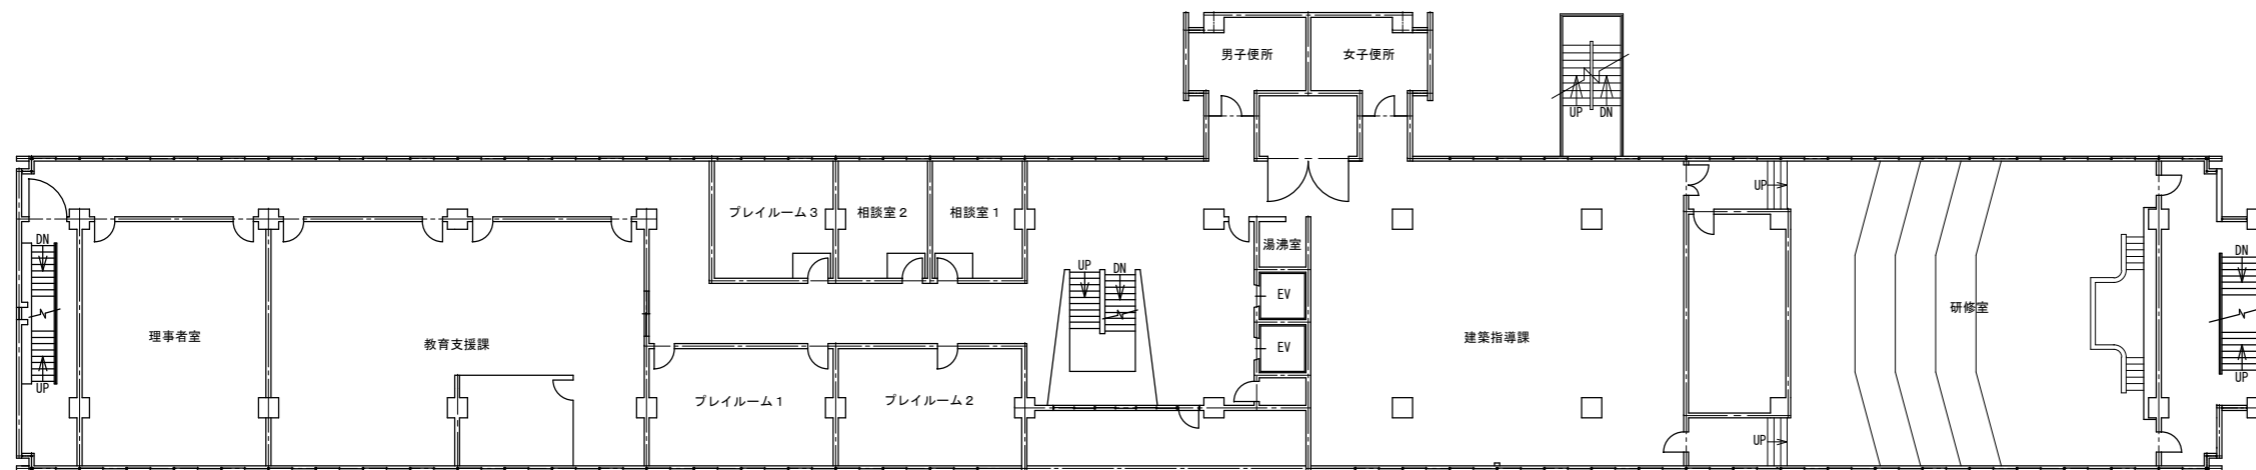 男子便所
女子便所
UP
DN
プレイルーム3
相談室2
相談室1
UP
DN
湯沸室
UP
DN
EV
DN
理事者室
教育支援課
建築指導課
研修室
EV
UP
UP
プレイルーム1
プレイルーム2
UP